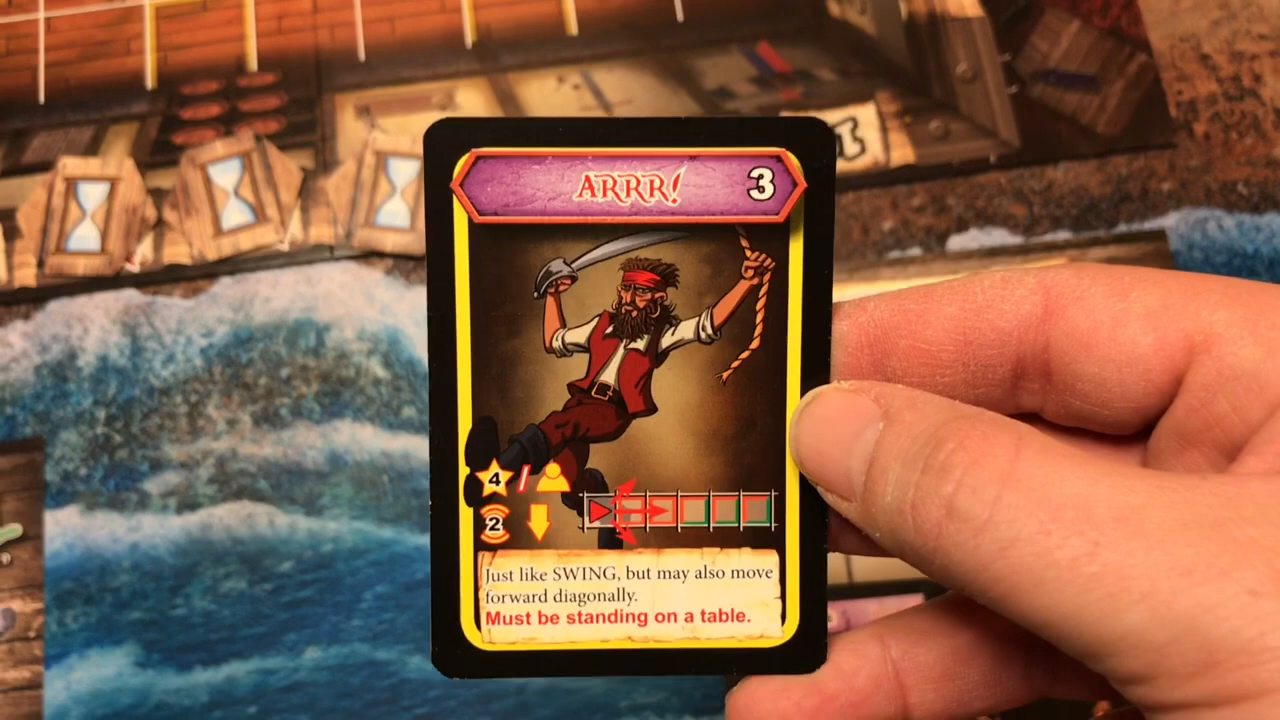 ARRR! 3
4 /
2
Just like SWING, but may also move
forward diagonally.
Must be standing on a table.